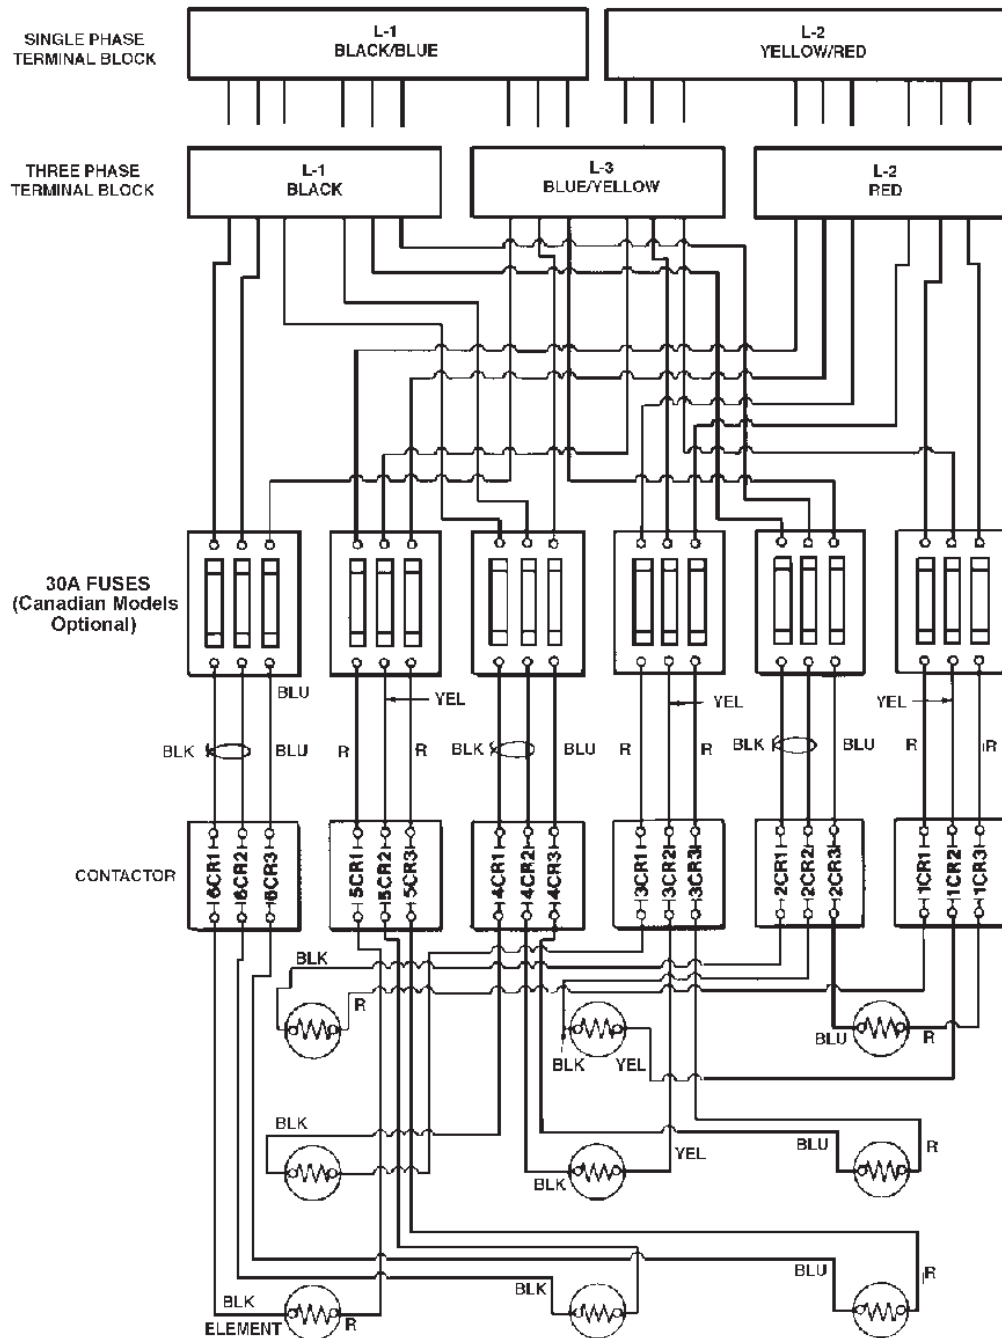 SINGLE PHASE
TERMINAL BLOCK
L-1
BLACK/BLUE
L-2
YELLOW/RED
THREE PHASE
TERMINAL BLOCK
L-1
BLACK
L-3
BLUE/YELLOW
L-2
RED
30A FUSES
(Canadian Models
Optional)
BLU
YEL
YEL
YEL
BLK
BLU
R
R
BLK
BLU
R
R
BLK
BLU
R
R
CONTACTOR
6CR1
6CR2
6CR3
5CR1
5CR2
5CR3
4CR1
4CR2
4CR3
3CR1
3CR2
3CR3
2CR1
2CR2
2CR3
1CR1
1CR2
1CR3
BLK
R
BLK
YEL
BLU
R
BLK
BLK
YEL
BLU
R
BLK
R
BLK
BLU
R
ELEMENT